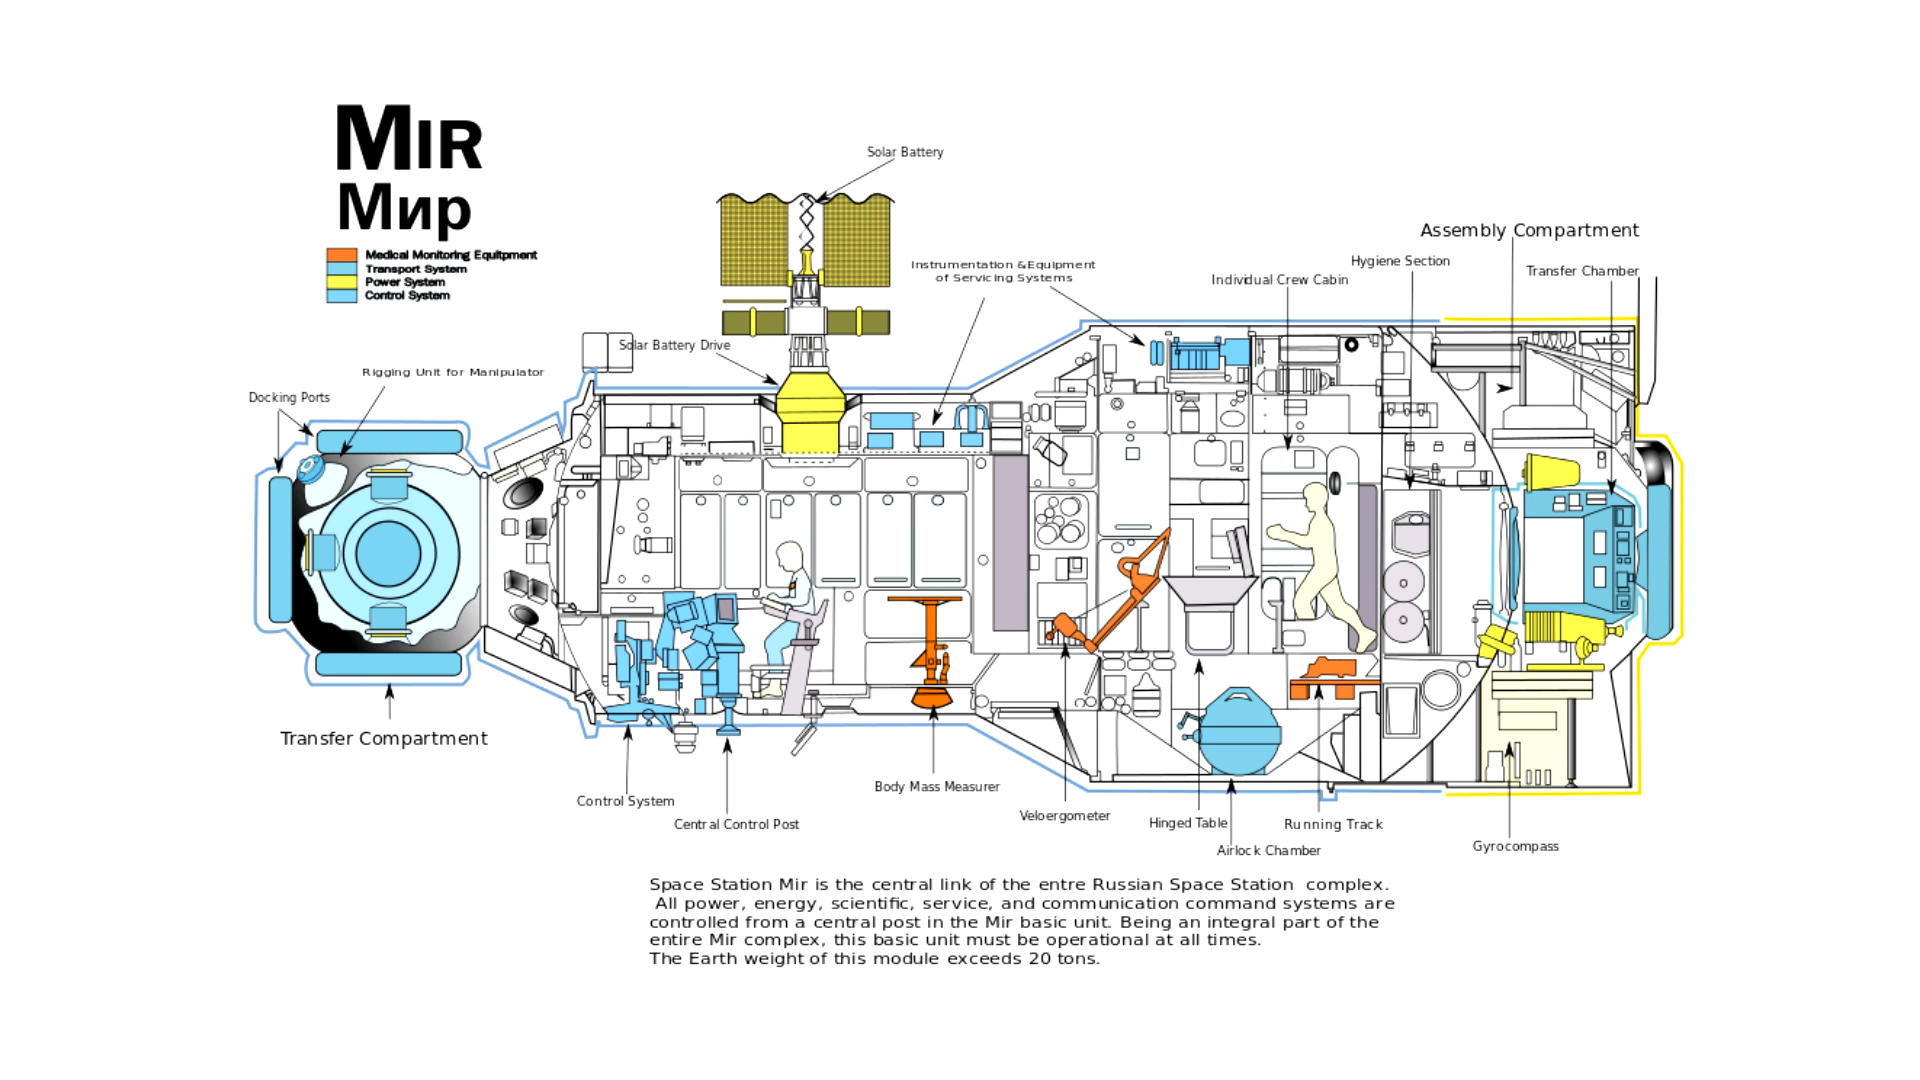 MIR
Мир
Medical Monitoring Equitpment
Transport System
Power System
Control System
Solar Battery
Assembly Compartment
Hygiene Section
Instrumentation &Equipment
of Servicing Systems
Individual Crew Cabin
Transfer Chamber
Solar Battery Drive
Rigging Unit for Manipulator
Docking Ports
Transfer Compartment
Control System
Central Control Post
Body Mass Measurer
Veloergometer
Hinged Table
Running Track
Airlock Chamber
Gyrocompass
Space Station Mir is the central link of the entre Russian Space Station complex.
All power, energy, scientific, service, and communication command systems are
controlled from a central post in the Mir basic unit. Being an integral part of the
entire Mir complex, this basic unit must be operational at all times.
The Earth weight of this module exceeds 20 tons.